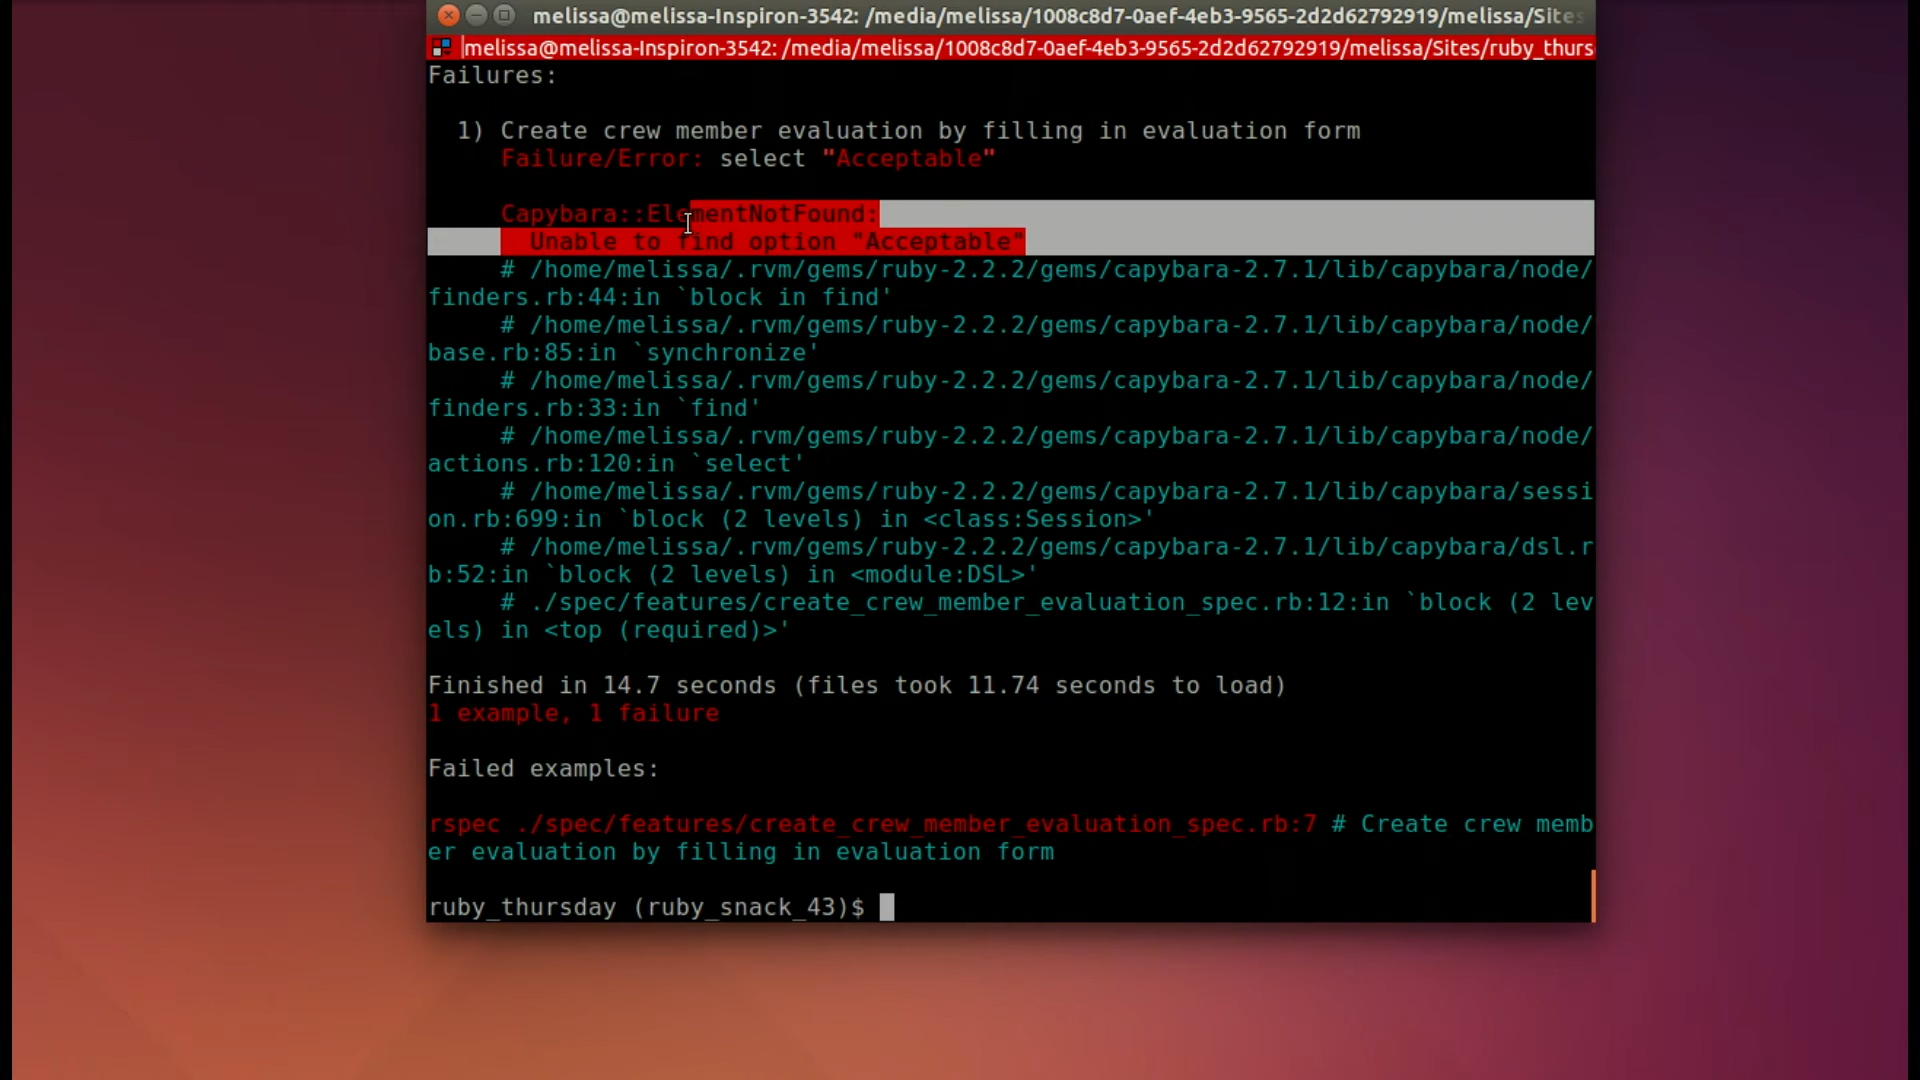 melissa@melissa-Inspiron-3542: /media/melissa/1008c8d7-0aef-4eb3-9565-2d2d62792919/melissa/Sites
melissa@melissa-Inspiron-3542: /media/melissa/1008c8d7-0aef-4eb3-9565-2d2d62792919/melissa/Sites/ruby_thurs
Failures:
1) Create crew member evaluation by filling in evaluation form
Failure/Error: select "Acceptable"
Capybara::ElementNotFound:
Unable to find option "Acceptable"
# /home/melissa/.rvm/gems/ruby-2.2.2/gems/capybara-2.7.1/lib/capybara/node/
finders.rb:44:in `block in find'
# /home/melissa/.rvm/gems/ruby-2.2.2/gems/capybara-2.7.1/lib/capybara/node/
base.rb:85:in `synchronize'
# /home/melissa/.rvm/gems/ruby-2.2.2/gems/capybara-2.7.1/lib/capybara/node/
finders.rb:33:in `find'
# /home/melissa/.rvm/gems/ruby-2.2.2/gems/capybara-2.7.1/lib/capybara/node/
actions.rb:120:in `select'
# /home/melissa/.rvm/gems/ruby-2.2.2/gems/capybara-2.7.1/lib/capybara/sessi
on.rb:699:in `block (2 levels) in <class:Session>'
# /home/melissa/.rvm/gems/ruby-2.2.2/gems/capybara-2.7.1/lib/capybara/dsl.r
b:52:in `block (2 levels) in <module:DSL>'
# ./spec/features/create_crew_member_evaluation_spec.rb:12:in `block (2 lev
els) in <top (required)>'
Finished in 14.7 seconds (files took 11.74 seconds to load)
1 example, 1 failure
Failed examples:
rspec ./spec/features/create_crew_member_evaluation_spec.rb:7 # Create crew memb
er evaluation by filling in evaluation form
ruby_thursday (ruby_snack_43)$